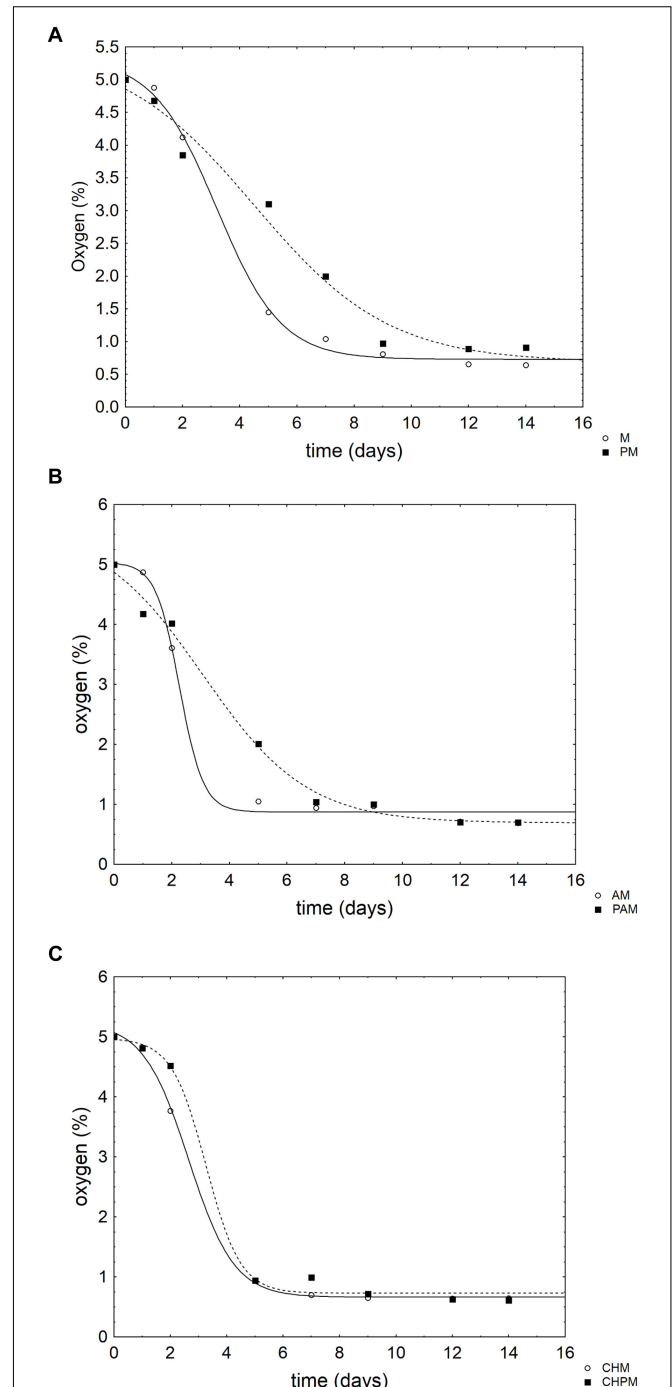 A
5.5
5.0
4.5
4.0
3.5
3.0
2.5
2.0
1.5
1.0
0.5
0.0
Oxygen (%)
0 2 4 6 8 10 12 14 16
time (days)
M
PM
B
6
5
4
3
2
1
0
oxygen (%)
0 2 4 6 8 10 12 14 16
time (days)
AM
PAM
C
6
5
4
3
2
1
0
oxygen (%)
0 2 4 6 8 10 12 14 16
time (days)
CHM
CHPM